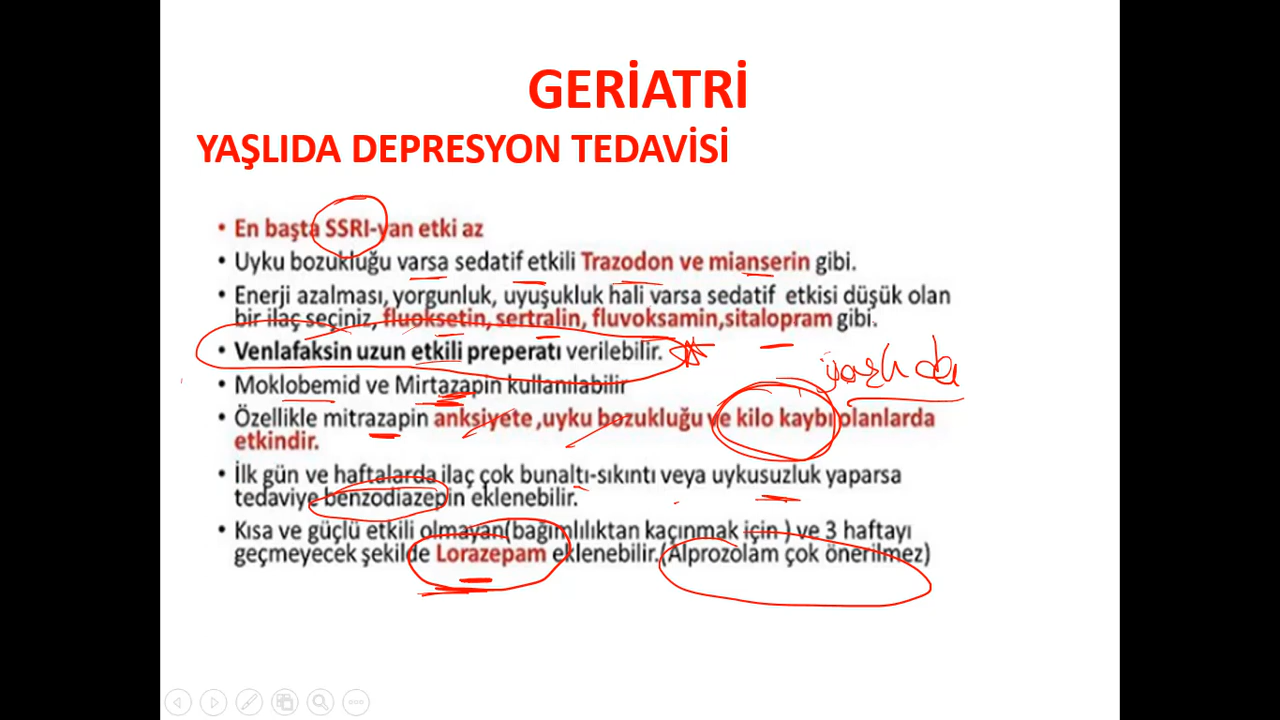 GERİATRİ
YAŞLIDA DEPRESYON TEDAVİSİ
• En başta SSRI-yan etki az
• Uyku bozukluğu varsa sedatif etkili Trazodon ve mianserin gibi.
• Enerji azalması, yorgunluk, uyuşukluk hali varsa sedatif etkisi düşük olan
bir ilaç seçiniz, fluoksetin, sertralin, fluvoksamin,sitalopram gibi.
• Venlafaksin uzun etkili preperatı verilebilir.
yaşlıda
• Moklobemid ve Mirtazapin kullanılabilir
• Özellikle mitrazapin anksiyete ,uyku bozukluğu ve kilo kaybı olanlarda
etkindir.
• İlk gün ve haftalarda ilaç çok bunaltı-sıkıntı veya uykusuzluk yaparsa
tedaviye benzodiazepin eklenebilir.
• Kısa ve güçlü etkili olmayan(bağımlılıktan kaçınmak için ) ve 3 haftayı
geçmeyecek şekilde Lorazepam eklenebilir.(Alprozolam çok önerilmez)